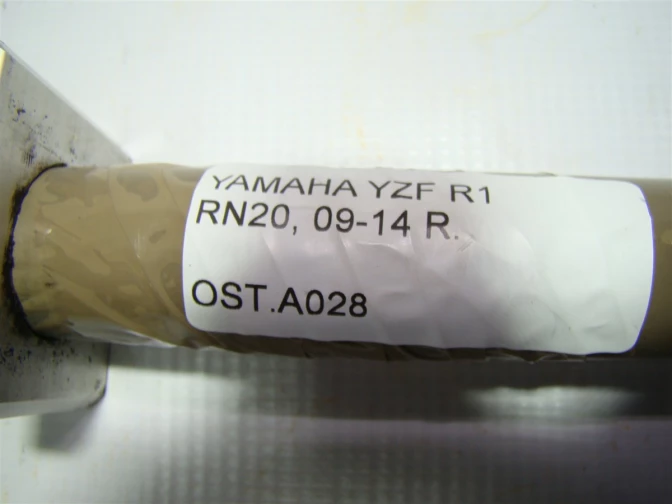 YAMAHA YZF R1
RN20, 09-14 R.
OST.A028